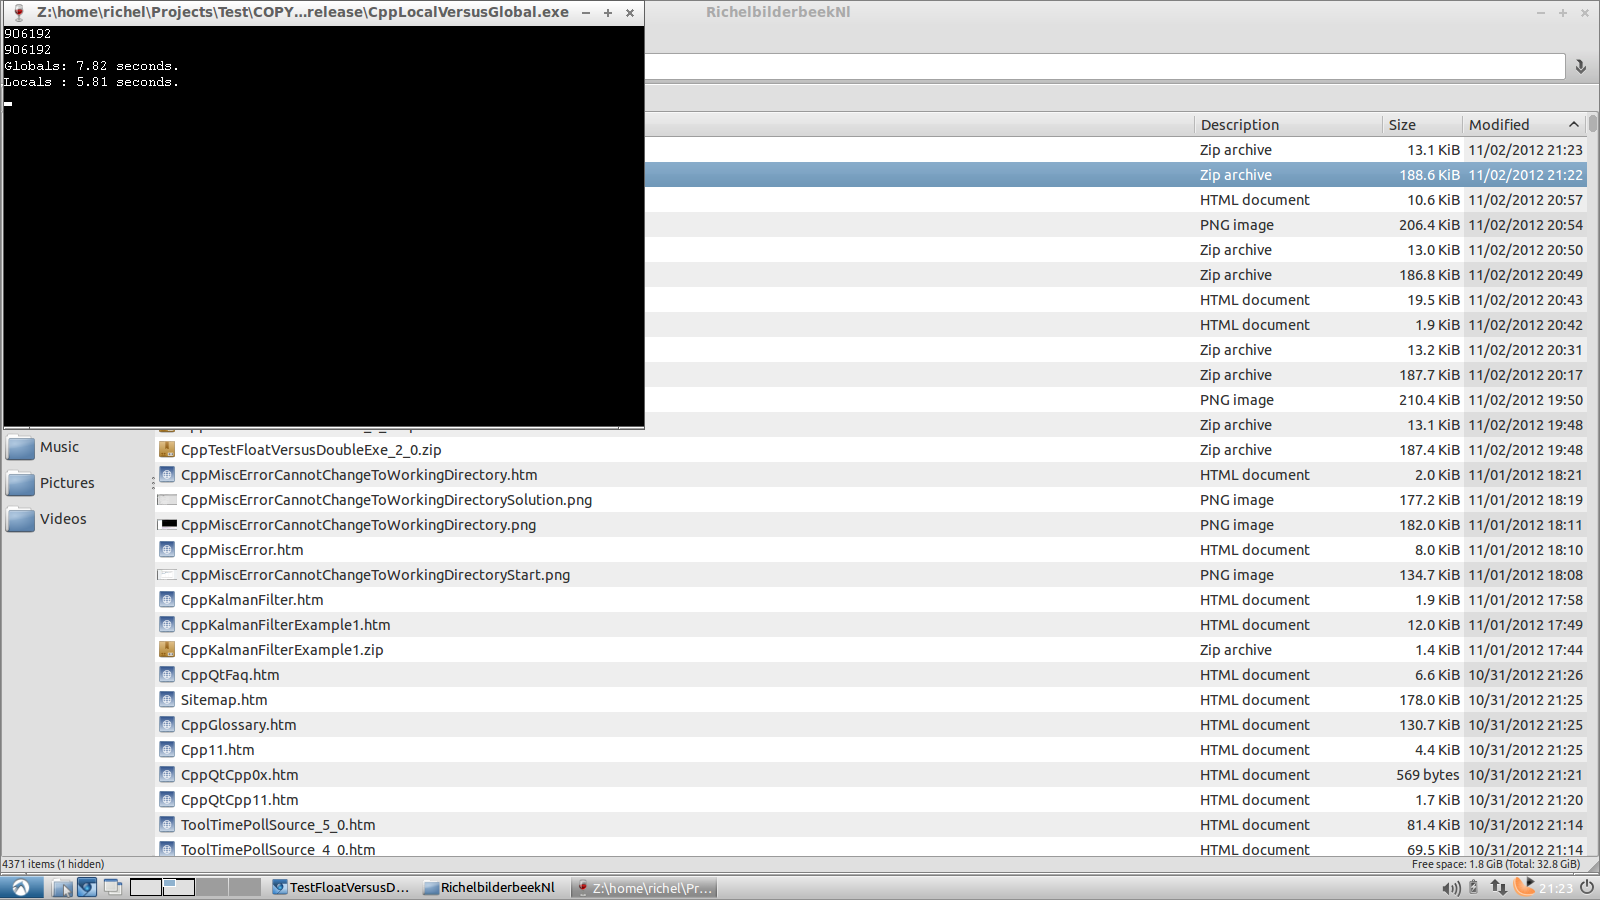 Z:\home\richel\Projects\Test\COPY...release\CppLocalVersusGlobal.exe
RichelbilderbeekNl
906192
906192
Globals: 7.82 seconds.
Locals : 5.81 seconds.
Description Size Modified
Zip archive 13.1 KiB 11/02/2012 21:23
Zip archive 188.6 KiB 11/02/2012 21:22
HTML document 10.6 KiB 11/02/2012 20:57
PNG image 206.4 KiB 11/02/2012 20:54
Zip archive 13.0 KiB 11/02/2012 20:50
Zip archive 186.8 KiB 11/02/2012 20:49
HTML document 19.5 KiB 11/02/2012 20:43
HTML document 1.9 KiB 11/02/2012 20:42
Zip archive 13.2 KiB 11/02/2012 20:31
Zip archive 187.7 KiB 11/02/2012 20:17
PNG image 210.4 KiB 11/02/2012 19:50
Zip archive 13.1 KiB 11/02/2012 19:48
Music
Pictures
Videos
CppTestFloatVersusDoubleExe_2_0.zip Zip archive 187.4 KiB 11/02/2012 19:48
CppMiscErrorCannotChangeToWorkingDirectory.htm HTML document 2.0 KiB 11/01/2012 18:21
CppMiscErrorCannotChangeToWorkingDirectorySolution.png PNG image 177.2 KiB 11/01/2012 18:19
CppMiscErrorCannotChangeToWorkingDirectory.png PNG image 182.0 KiB 11/01/2012 18:11
CppMiscError.htm HTML document 8.0 KiB 11/01/2012 18:10
CppMiscErrorCannotChangeToWorkingDirectoryStart.png PNG image 134.7 KiB 11/01/2012 18:08
CppKalmanFilter.htm HTML document 1.9 KiB 11/01/2012 17:58
CppKalmanFilterExample1.htm HTML document 12.0 KiB 11/01/2012 17:49
CppKalmanFilterExample1.zip Zip archive 1.4 KiB 11/01/2012 17:44
CppQtFaq.htm HTML document 6.6 KiB 10/31/2012 21:26
Sitemap.htm HTML document 178.0 KiB 10/31/2012 21:25
CppGlossary.htm HTML document 130.7 KiB 10/31/2012 21:25
Cpp11.htm HTML document 4.4 KiB 10/31/2012 21:25
CppQtCpp0x.htm HTML document 569 bytes 10/31/2012 21:21
CppQtCpp11.htm HTML document 1.7 KiB 10/31/2012 21:20
ToolTimePollSource_5_0.htm HTML document 81.4 KiB 10/31/2012 21:14
ToolTimePollSource_4_0.htm HTML document 69.5 KiB 10/31/2012 21:14
4371 items (1 hidden) Free space: 1.8 GiB (Total: 32.8 GiB)
TestFloatVersusD... RichelbilderbeekNl Z:\home\richel\Pr... 21:23